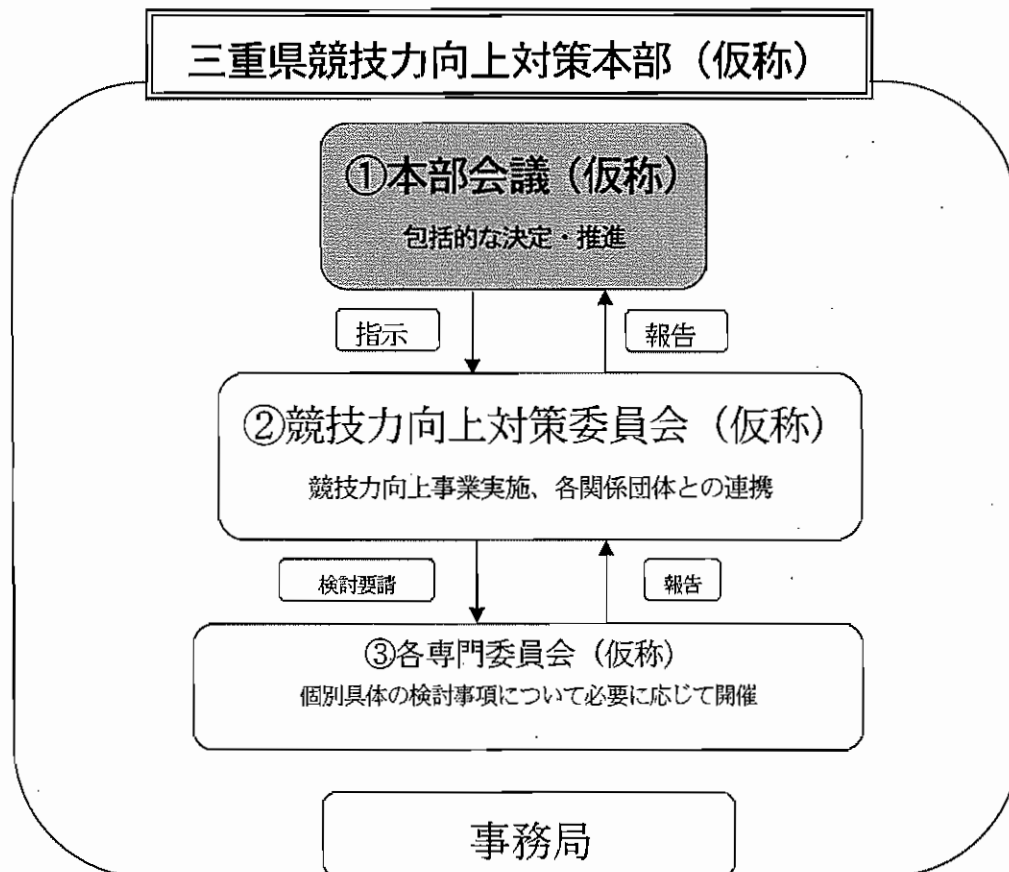 三重県競技力向上対策本部（仮称）
①本部会議（仮称）
包括的な決定・推進
指示
報告
②競技力向上対策委員会（仮称）
競技力向上事業実施、各関係団体との連携
検討要請
報告
③各専門委員会（仮称）
個別具体の検討事項について必要に応じて開催
事務局